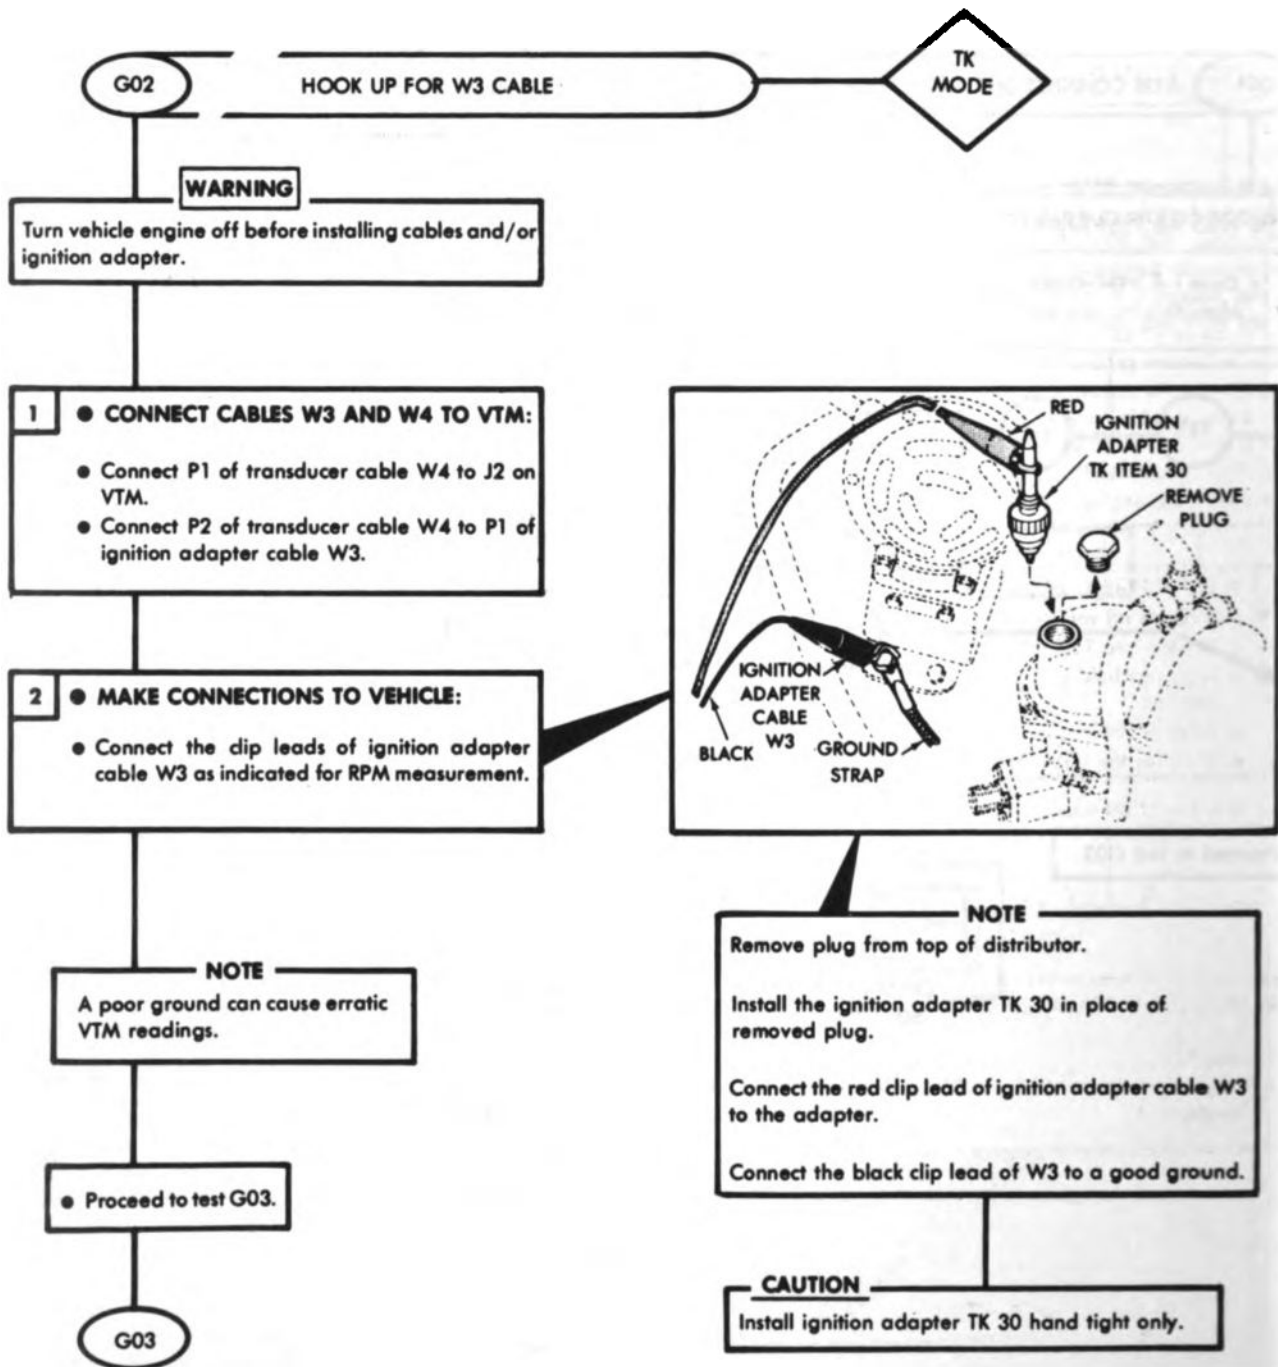 G02
HOOK UP FOR W3 CABLE
TK
MODE
WARNING
Turn vehicle engine off before installing cables and/or
ignition adapter.
1
● CONNECT CABLES W3 AND W4 TO VTM:
● Connect P1 of transducer cable W4 to J2 on
VTM.
● Connect P2 of transducer cable W4 to P1 of
ignition adapter cable W3.
2
● MAKE CONNECTIONS TO VEHICLE:
● Connect the clip leads of ignition adapter
cable W3 as indicated for RPM measurement.
RED
IGNITION
ADAPTER
TK ITEM 30
REMOVE
PLUG
IGNITION
ADAPTER
CABLE
W3
BLACK
GROUND
STRAP
NOTE
A poor ground can cause erratic
VTM readings.
● Proceed to test G03.
G03
NOTE
Remove plug from top of distributor.
Install the ignition adapter TK 30 in place of
removed plug.
Connect the red clip lead of ignition adapter cable W3
to the adapter.
Connect the black clip lead of W3 to a good ground.
CAUTION
Install ignition adapter TK 30 hand tight only.